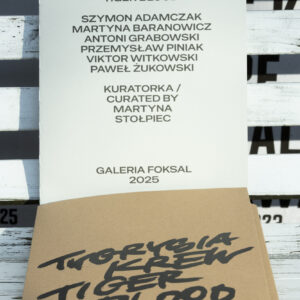 SZYMON ADAMCZAK
MARTYNA BARANOWICZ
ANTONI GRABOWSKI
PRZEMYSŁAW PINIAK
VIKTOR WITKOWSKI
PAWEŁ ŻUKOWSKI
KURATORKA /
CURATED BY
MARTYNA
STOŁPIEC
GALERIA FOKSAL
2025
TYGRYSIA
KREW
TIGER
BLOOD